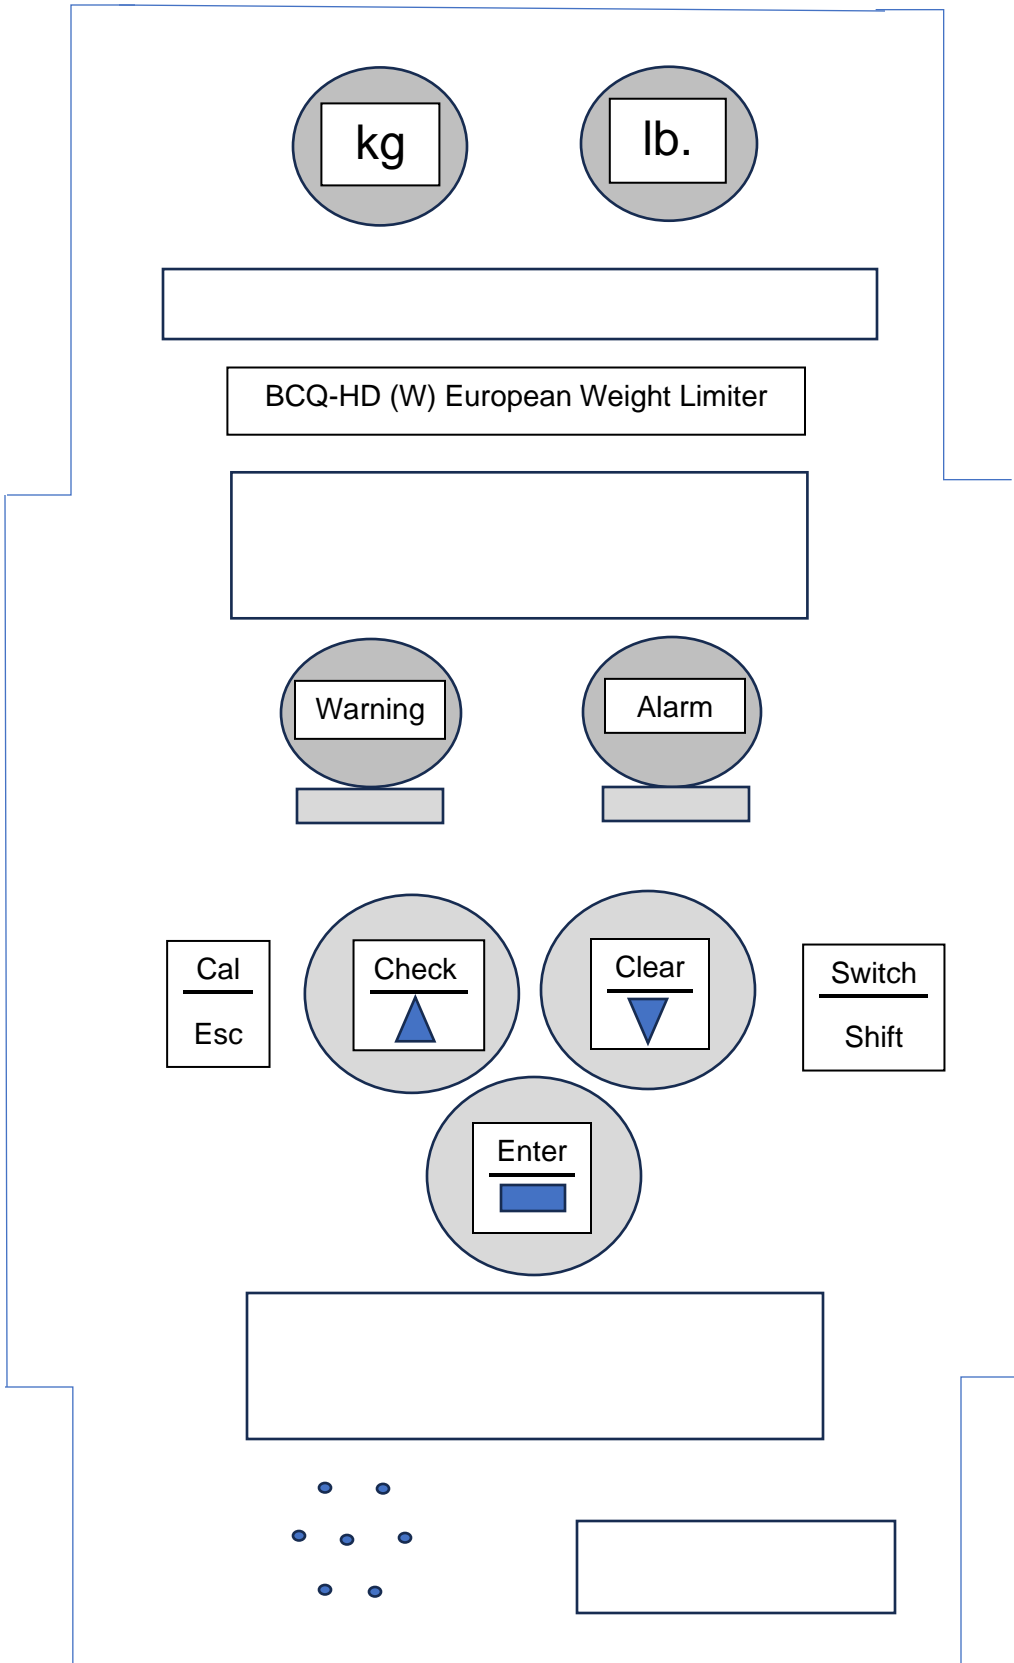 kg
lb.
BCQ-HD (W) European Weight Limiter
Warning
Alarm
Cal
Esc
Check
Clear
Switch
Shift
Enter